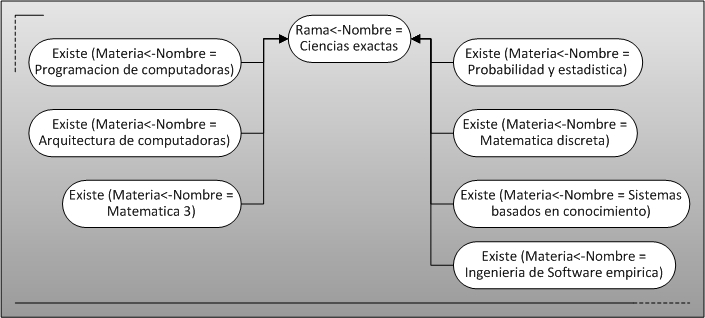 Rama<-Nombre =
Ciencias exactas
Existe (Materia<-Nombre =
Programacion de computadoras)
Existe (Materia<-Nombre =
Arquitectura de computadoras)
Existe (Materia<-Nombre =
Matematica 3)
Existe (Materia<-Nombre =
Probabilidad y estadistica)
Existe (Materia<-Nombre =
Matematica discreta)
Existe (Materia<-Nombre = Sistemas
basados en conocimiento)
Existe (Materia<-Nombre =
Ingenieria de Software empirica)